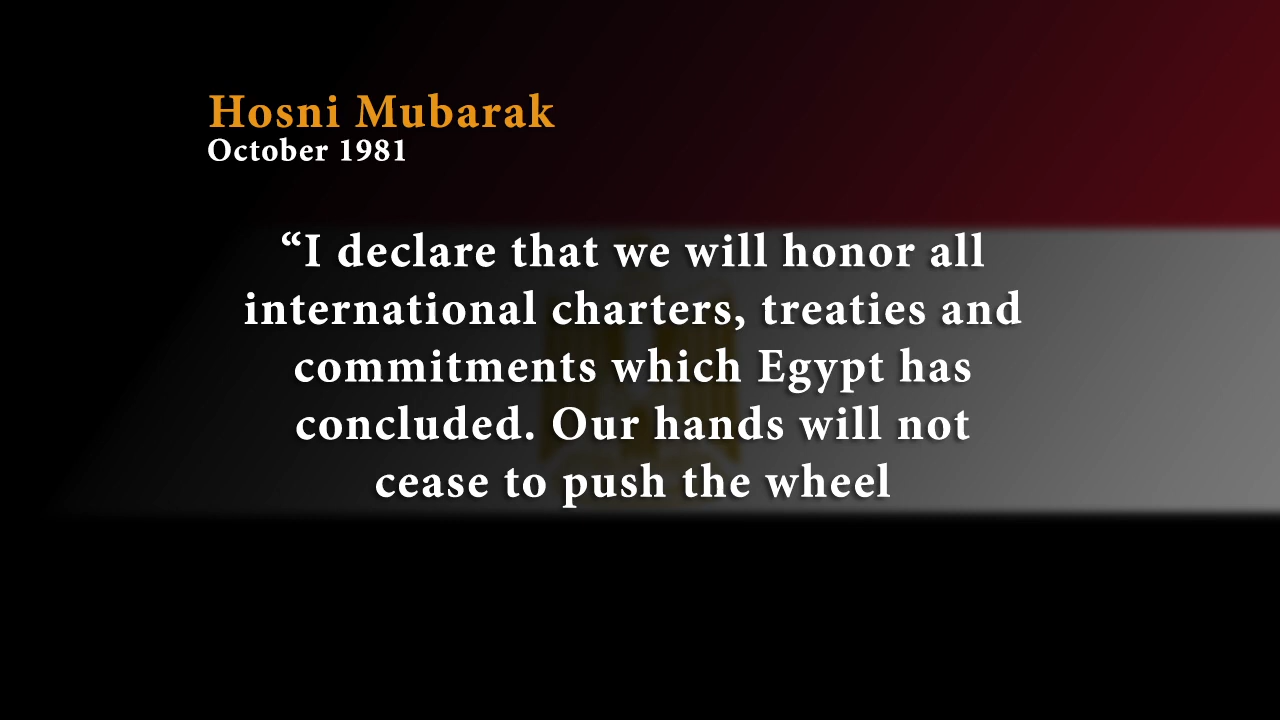 Hosni Mubarak
October 1981
“I declare that we will honor all
international charters, treaties and
commitments which Egypt has
concluded. Our hands will not
cease to push the wheel